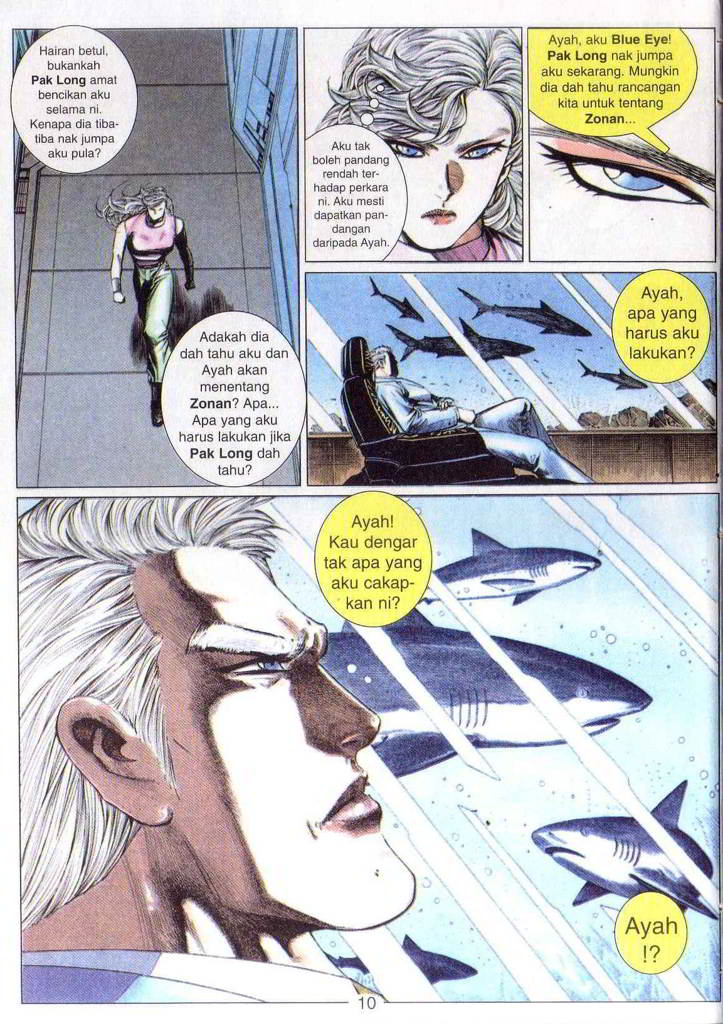 Hairan betul,
bukankah
Pak Long amat
bencikan aku
selama ni.
Kenapa dia tiba-
tiba nak jumpa
aku pula?
Adakah dia
dah tahu aku dan
Ayah akan
menentang
Zonan? Apa...
Apa yang aku
harus lakukan jika
Pak Long dah
tahu?
Aku tak
boleh pandang
rendah ter-
hadap perkara
ni. Aku mesti
dapatkan pan-
dangan
daripada Ayah.
Ayah, aku Blue Eye!
Pak Long nak jumpa
aku sekarang. Mungkin
dia dah tahu rancangan
kita untuk tentang
Zonan...
Ayah,
apa yang
harus aku
lakukan?
Ayah!
Kau dengar
tak apa yang
aku cakap-
kan ni?
Ayah
!?
10